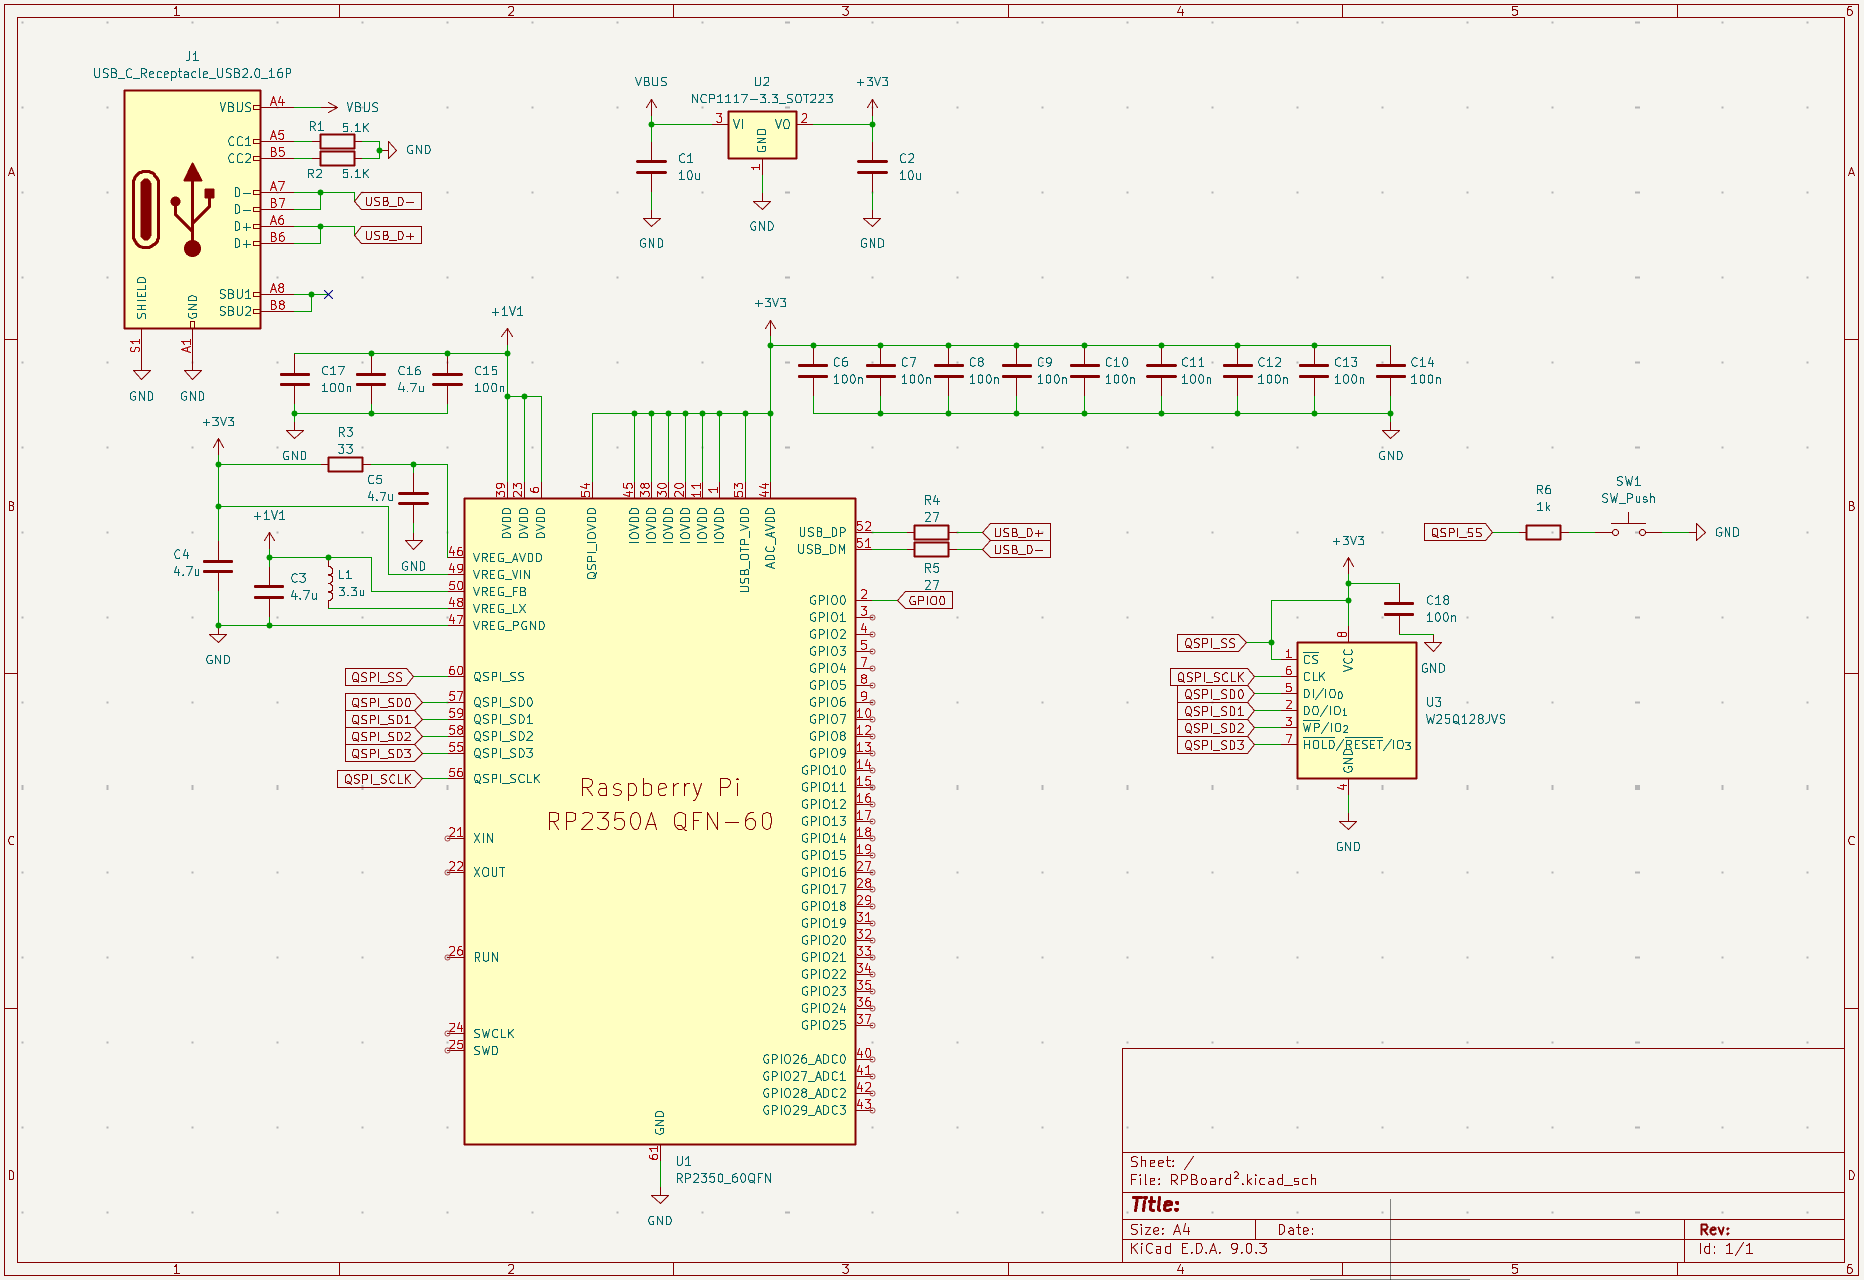 1 2 3 4 5 6
A
B
C
D
J1
USB_C_Receptacle_USB2.0_16P
VBUS A4 VBUS
R1 5.1K
CC1 A5
CC2 B5
GND
R2 5.1K
D- A7
D- B7
USB_D-
D+ A6
D+ B6
USB_D+
SBU1 A8
SBU2 B8
SHIELD
GND
S1
A1
GND
GND
VBUS
U2
NCP1117-3.3_SOT223
+3V3
3 VI VO 2
GND
1
C1
10u
C2
10u
GND
GND
GND
+1V1
C17
100n
C16
4.7u
C15
100n
GND
+3V3
C6
100n
C7
100n
C8
100n
C9
100n
C10
100n
C11
100n
C12
100n
C13
100n
C14
100n
GND
+3V3
R3
33
C5
4.7u
GND
+1V1
C4
4.7u
C3
4.7u
L1
3.3u
GND
39 23 6 54 45 38 30 20 11 1 53 44
DVDD
DVDD
DVDD
QSPI_IOVDD
IOVDD
IOVDD
IOVDD
IOVDD
IOVDD
IOVDD
USB_OTP_VDD
ADC_AVDD
46 VREG_AVDD
49 VREG_VIN
50 VREG_FB
48 VREG_LX
47 VREG_PGND
QSPI_SS 60 QSPI_SS
QSPI_SD0 57 QSPI_SD0
QSPI_SD1 59 QSPI_SD1
QSPI_SD2 58 QSPI_SD2
QSPI_SD3 55 QSPI_SD3
QSPI_SCLK 56 QSPI_SCLK
Raspberry Pi
RP2350A QFN-60
21 XIN
22 XOUT
26 RUN
24 SWCLK
25 SWD
R4
27
USB_DP 52 USB_D+
USB_DM 51 USB_D-
R5
27
GPIO0 2 GPIO0
GPIO1 3
GPIO2 4
GPIO3 5
GPIO4 7
GPIO5 8
GPIO6 9
GPIO7 10
GPIO8 12
GPIO9 13
GPIO10 14
GPIO11 15
GPIO12 16
GPIO13 17
GPIO14 18
GPIO15 19
GPIO16 27
GPIO17 28
GPIO18 29
GPIO19 31
GPIO20 32
GPIO21 33
GPIO22 34
GPIO23 35
GPIO24 36
GPIO25 37
GPIO26_ADC0 40
GPIO27_ADC1 41
GPIO28_ADC2 42
GPIO29_ADC3 43
GND
61
U1
RP2350_60QFN
GND
R6
1k
SW1
SW_Push
QSPI_SS
GND
+3V3
C18
100n
GND
8
VCC
QSPI_SS 1 CS
QSPI_SCLK 6 CLK
QSPI_SD0 5 DI/IO0
QSPI_SD1 2 DO/IO1
QSPI_SD2 3 WP/IO2
QSPI_SD3 7 HOLD/RESET/IO3
GND
4
U3
W25Q128JVS
GND
Sheet: /
File: RPBoard².kicad_sch
Title:
Size: A4 Date: Rev:
KiCad E.D.A. 9.0.3 Id: 1/1
A
B
C
D
1 2 3 4 5 6